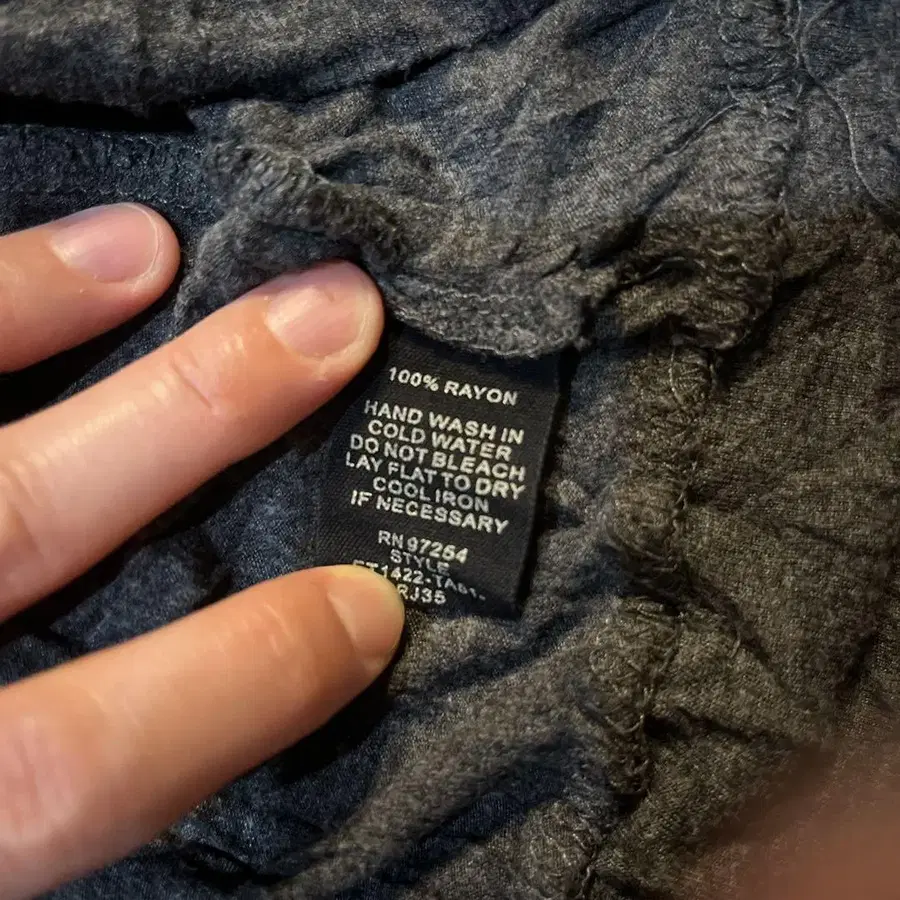 100% RAYON
HAND WASH IN
COLD WATER
DO NOT BLEACH
LAY FLAT TO DRY
COOL IRON
IF NECESSARY
RN 97254
STYLE